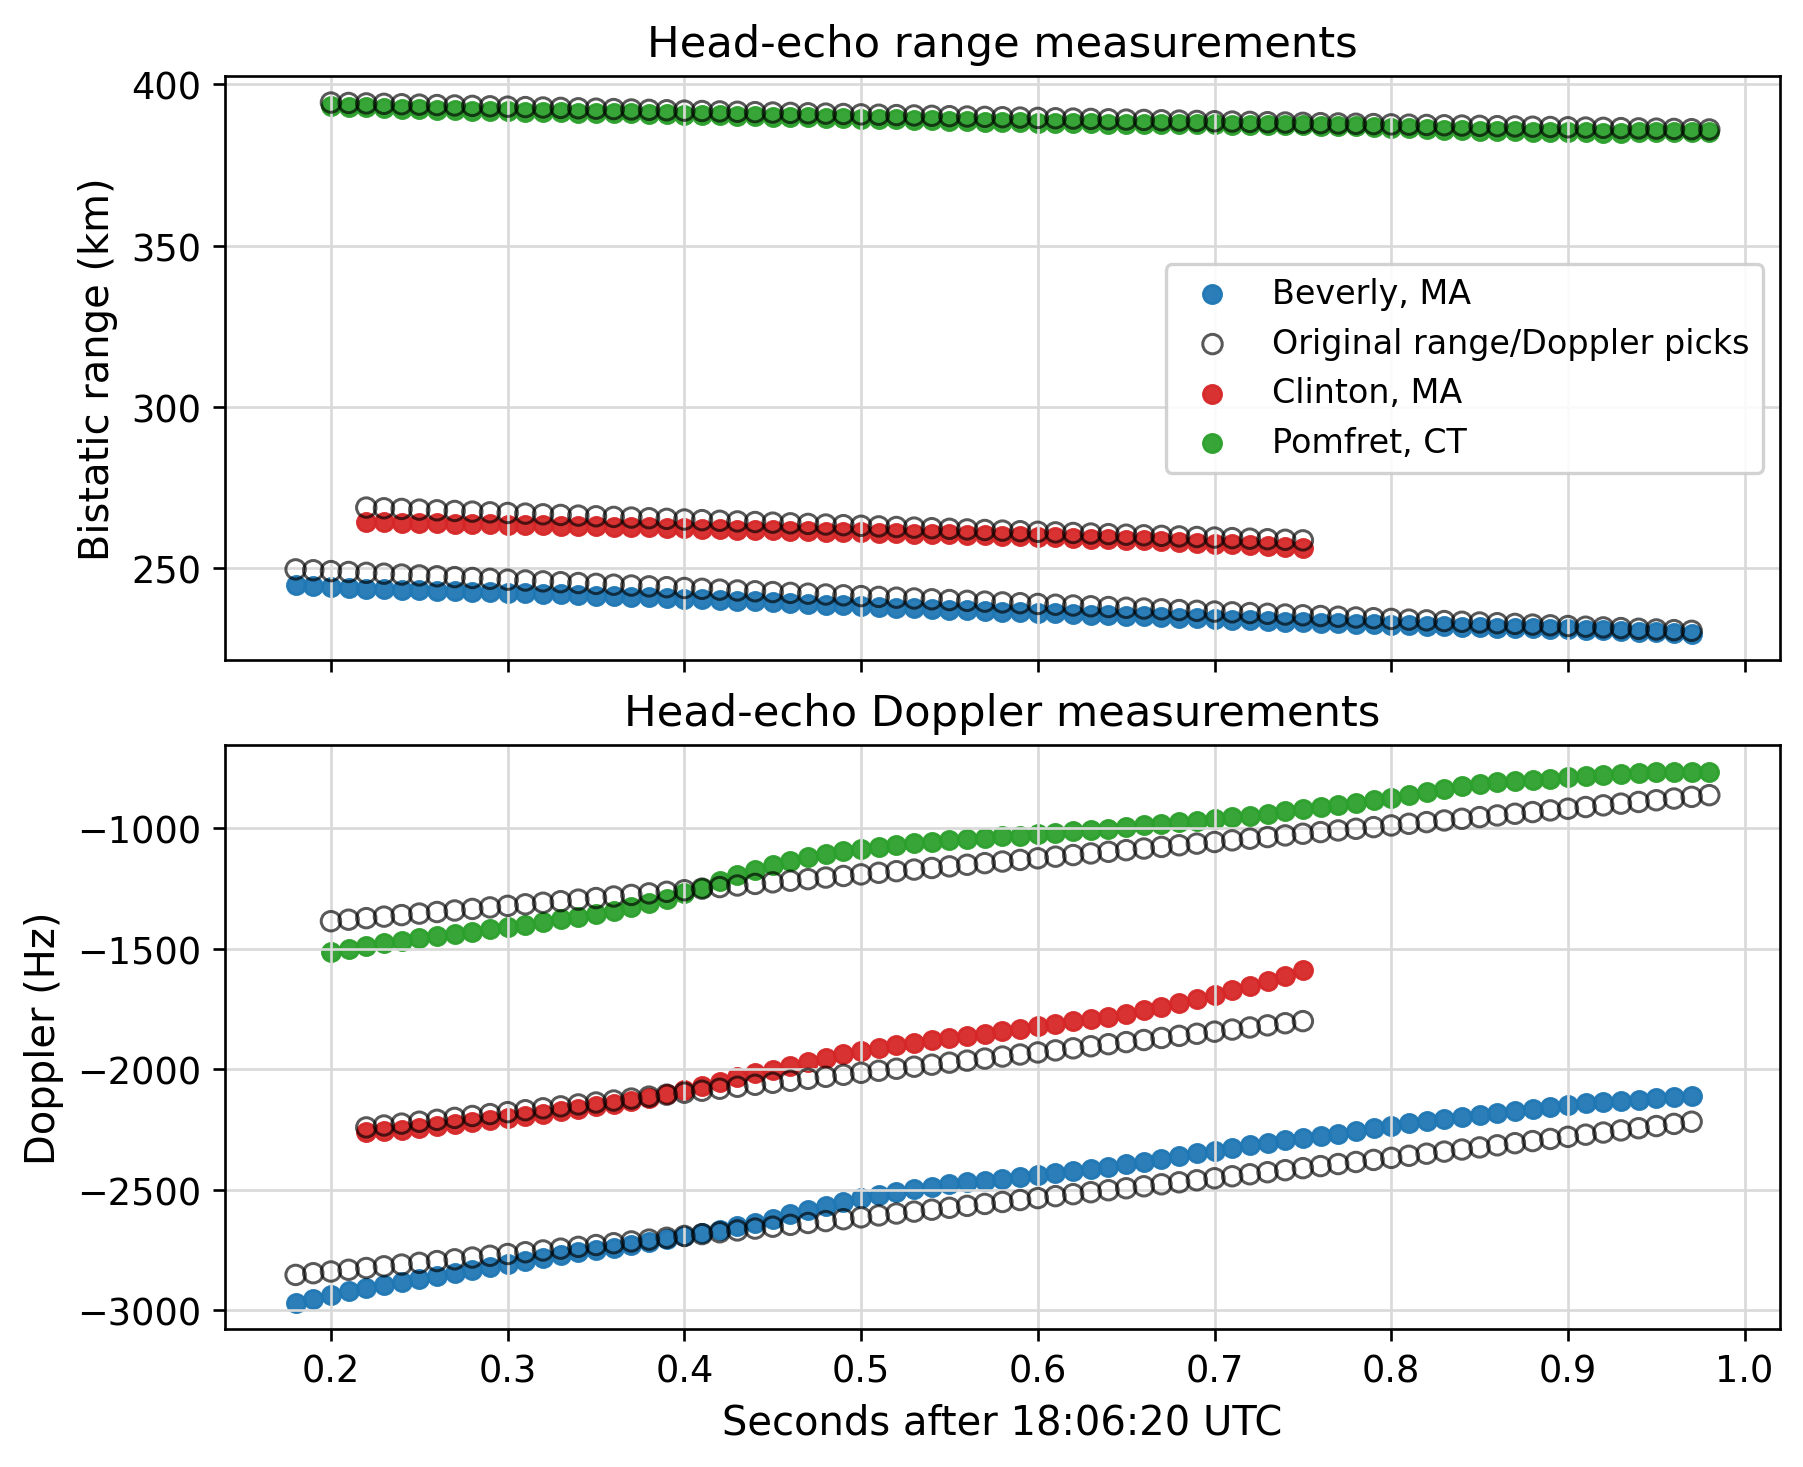 Head-echo range measurements
400
350
300
250
Bistatic range (km)
Beverly, MA
Original range/Doppler picks
Clinton, MA
Pomfret, CT
Head-echo Doppler measurements
−1000
−1500
−2000
−2500
−3000
Doppler (Hz)
0.2 0.3 0.4 0.5 0.6 0.7 0.8 0.9 1.0
Seconds after 18:06:20 UTC